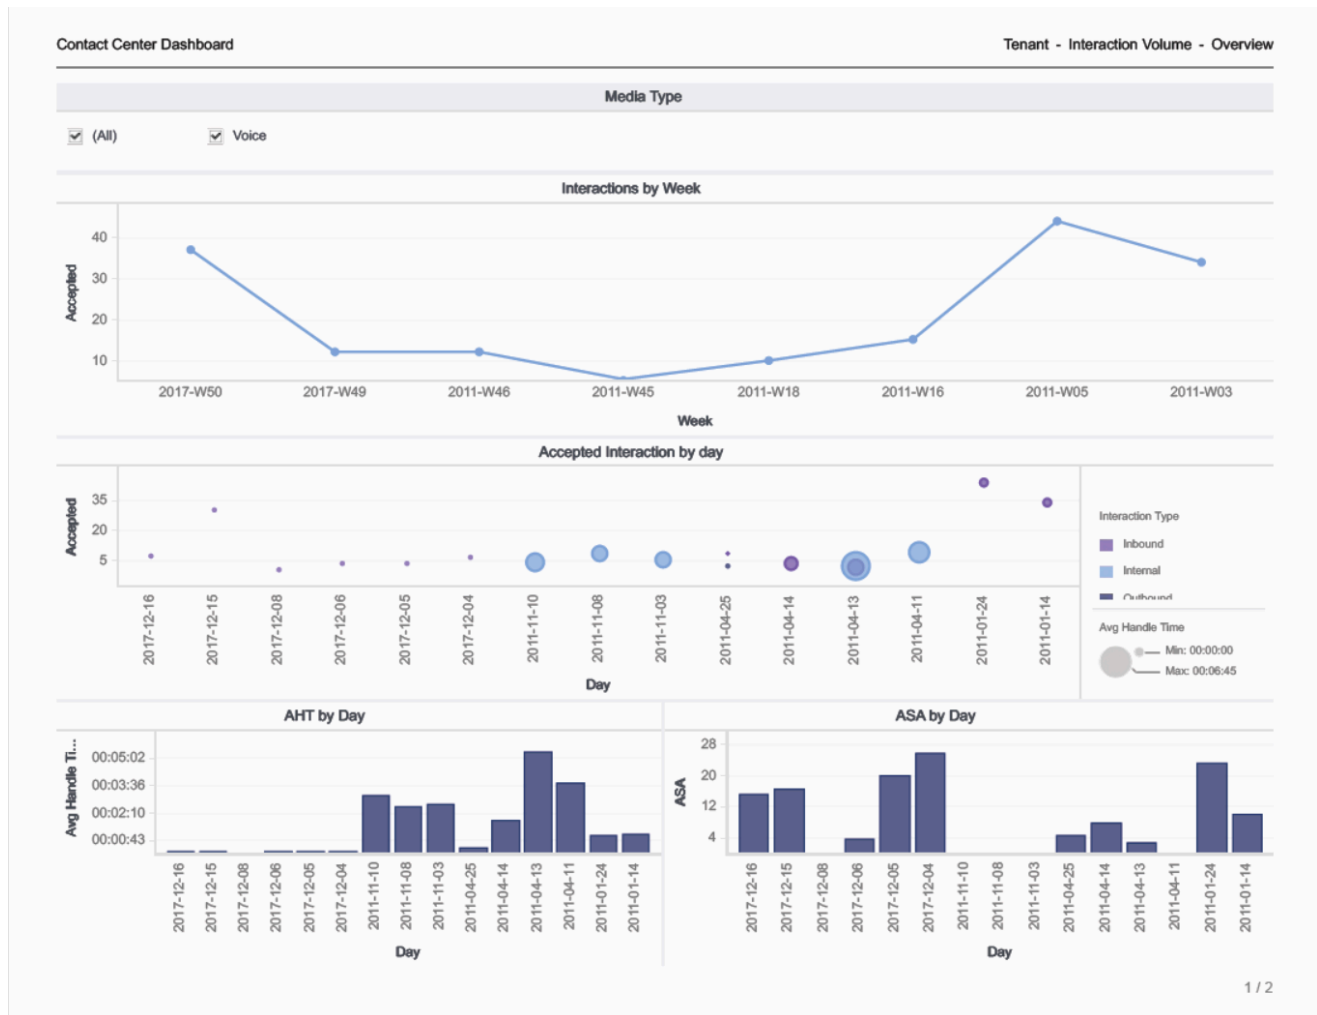 Contact Center Dashboard
Tenant - Interaction Volume - Overview
Media Type
(All)
Voice
Interactions by Week
Accepted
40
30
20
10
2017-W50 2017-W49 2011-W46 2011-W45 2011-W18 2011-W16 2011-W05 2011-W03
Week
Accepted Interaction by day
Accepted
35
20
5
2017-12-16 2017-12-15 2017-12-08 2017-12-06 2017-12-05 2017-12-04 2011-11-10 2011-11-08 2011-11-03 2011-04-25 2011-04-14 2011-04-13 2011-04-11 2011-01-24 2011-01-14
Day
Interaction Type
Inbound
Internal
Outbound
Avg Handle Time
Min: 00:00:00
Max: 00:06:45
AHT by Day
Avg Handle Ti...
00:05:02
00:03:36
00:02:10
00:00:43
2017-12-16 2017-12-15 2017-12-08 2017-12-06 2017-12-05 2017-12-04 2011-11-10 2011-11-08 2011-11-03 2011-04-25 2011-04-14 2011-04-13 2011-04-11 2011-01-24 2011-01-14
Day
ASA by Day
ASA
28
20
12
4
2017-12-16 2017-12-15 2017-12-08 2017-12-06 2017-12-05 2017-12-04 2011-11-10 2011-11-08 2011-11-03 2011-04-25 2011-04-14 2011-04-13 2011-04-11 2011-01-24 2011-01-14
Day
1 / 2